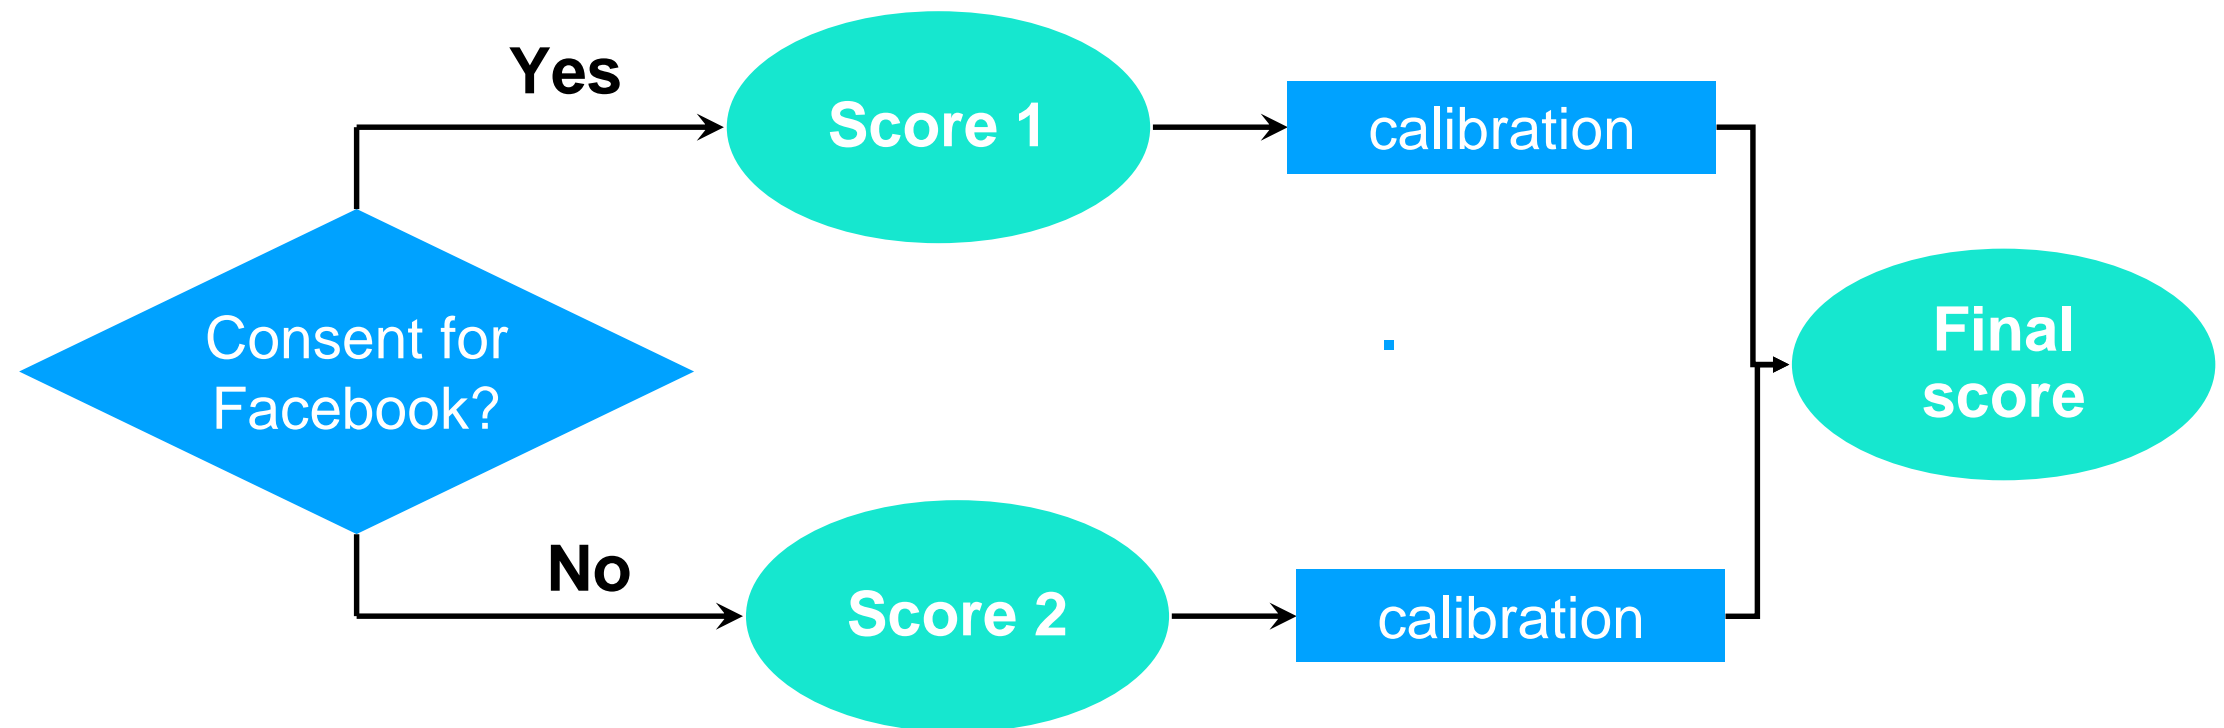 Yes
Score 1
calibration
Consent for
Facebook?
Final
score
No
Score 2
calibration